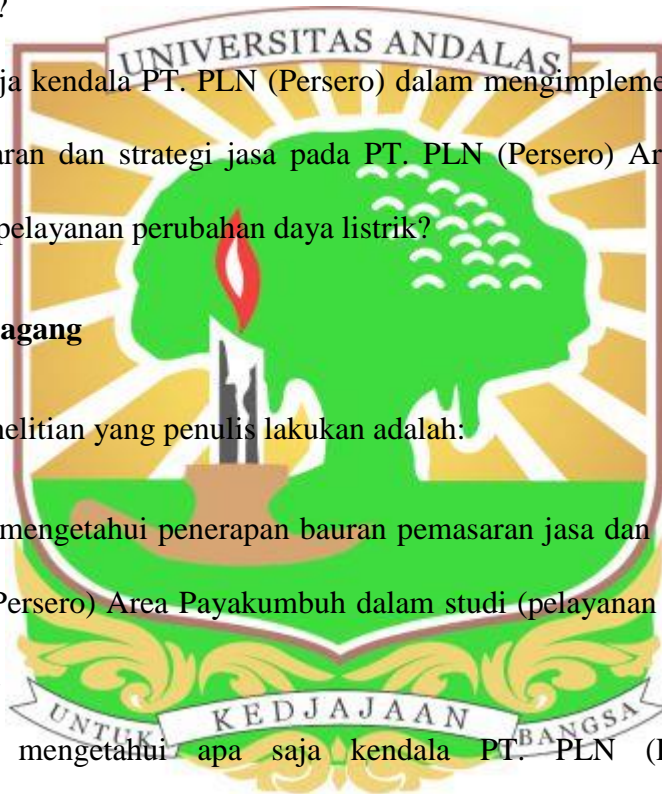 ?
UNIVERSITAS ANDALAS
ja kendala PT. PLN (Persero) dalam mengimpleme
aran dan strategi jasa pada PT. PLN (Persero) Ar
pelayanan perubahan daya listrik?
agang
nelitian yang penulis lakukan adalah:
mengetahui penerapan bauran pemasaran jasa dan
Persero) Area Payakumbuh dalam studi (pelayanan
UNTUK KEDJAJAAN BANGSA
mengetahui apa saja kendala PT. PLN (